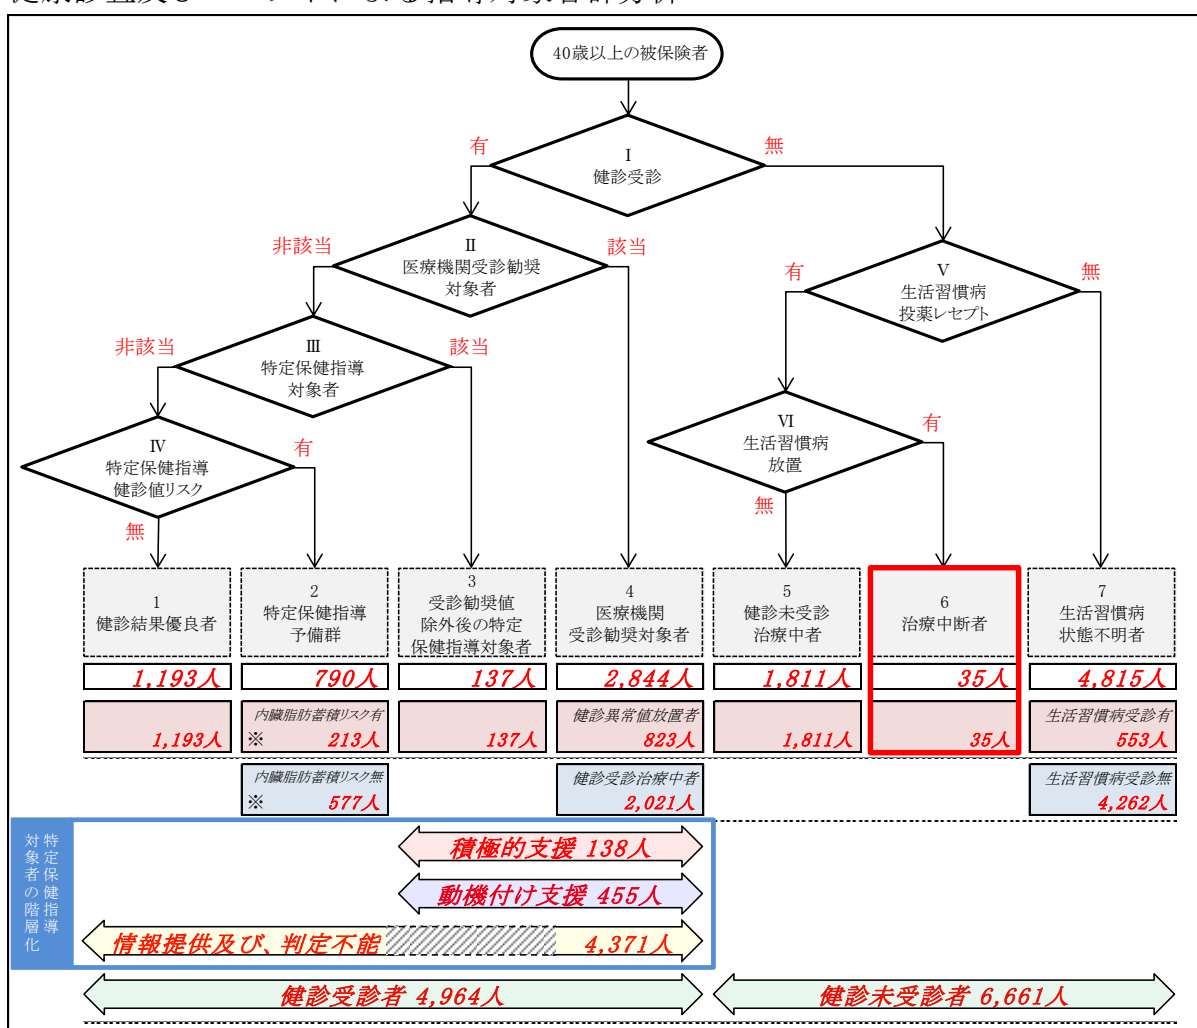 40歳以上の被保険者
Ⅰ
健診受診
有
無
Ⅱ
医療機関受診勧奨
対象者
非該当
該当
Ⅴ
生活習慣病
投薬レセプト
有
無
Ⅲ
特定保健指導
対象者
非該当
該当
Ⅳ
特定保健指導
健診値リスク
有
無
Ⅵ
生活習慣病
放置
有
無
1
健診結果優良者
2
特定保健指導
予備群
3
受診勧奨値
除外後の特定
保健指導対象者
4
医療機関
受診勧奨対象者
5
健診未受診
治療中者
6
治療中断者
7
生活習慣病
状態不明者
1,193人
790人
137人
2,844人
1,811人
35人
4,815人
1,193人
内臓脂肪蓄積リスク有
※ 213人
137人
健診異常値放置者
823人
1,811人
35人
生活習慣病受診有
553人
内臓脂肪蓄積リスク無
※ 577人
健診受診治療中者
2,021人
生活習慣病受診無
4,262人
特定保健指導
対象者の階層化
積極的支援 138人
動機付け支援 455人
情報提供及び、判定不能 4,371人
健診受診者 4,964人
健診未受診者 6,661人